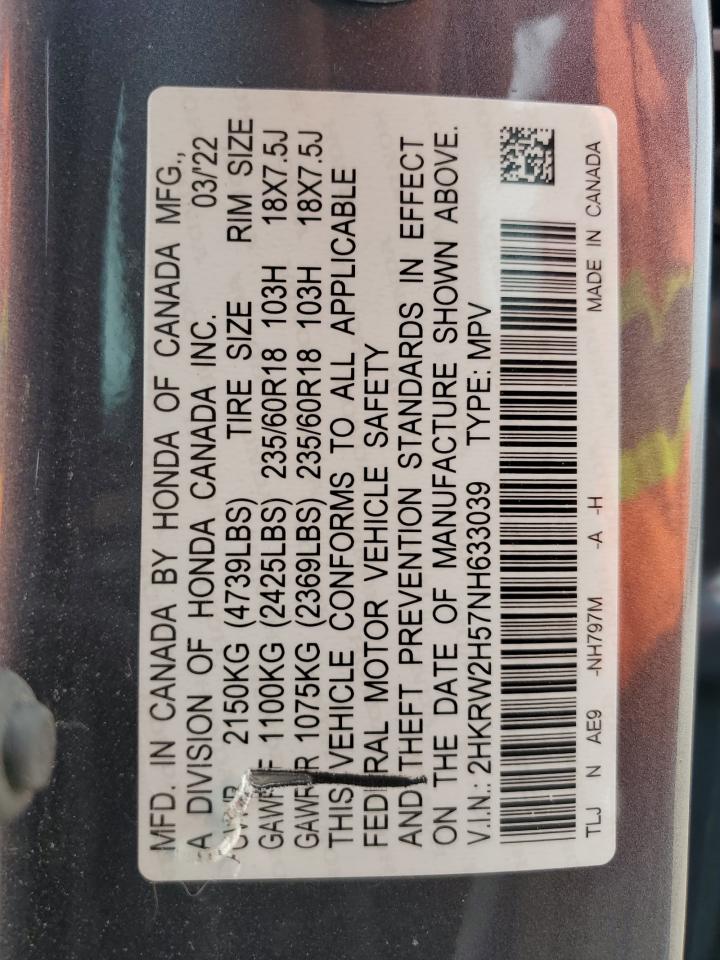 MFD. IN CANADA BY HONDA OF CANADA MFG.,
A DIVISION OF HONDA CANADA INC. 03/'22
2150KG (4739LBS) TIRE SIZE RIM SIZE
GAWR F 1100KG (2425LBS) 235/60R18 103H 18X7.5J
GAWR R 1075KG (2369LBS) 235/60R18 103H 18X7.5J
THIS VEHICLE CONFORMS TO ALL APPLICABLE
FEDERAL MOTOR VEHICLE SAFETY
AND THEFT PREVENTION STANDARDS IN EFFECT
ON THE DATE OF MANUFACTURE SHOWN ABOVE.
V.I.N.: 2HKRW2H57NH633039 TYPE: MPV
TLJ N AE9 -NH797M -A -H MADE IN CANADA